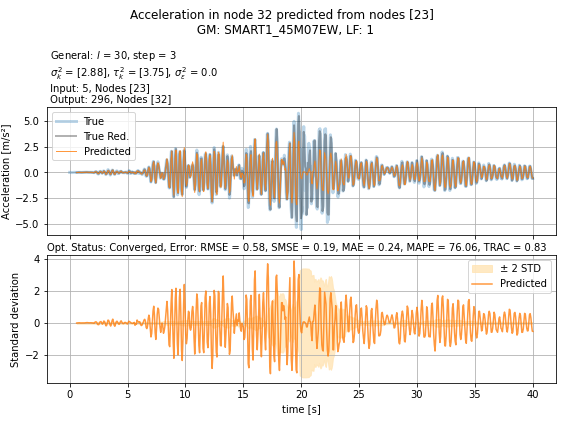 Acceleration in node 32 predicted from nodes [23]
GM: SMART1_45M07EW, LF: 1
General: l = 30, step = 3
σ²ₖ = [2.88], τ²ₖ = [3.75], σ²ε = 0.0
Input: 5, Nodes [23]
Output: 296, Nodes [32]
Acceleration [m/s²]
5.0
2.5
0.0
−2.5
−5.0
True
True Red.
Predicted
Opt. Status: Converged, Error: RMSE = 0.58, SMSE = 0.19, MAE = 0.24, MAPE = 76.06, TRAC = 0.83
Standard deviation
4
2
0
−2
± 2 STD
Predicted
0 5 10 15 20 25 30 35 40
time [s]